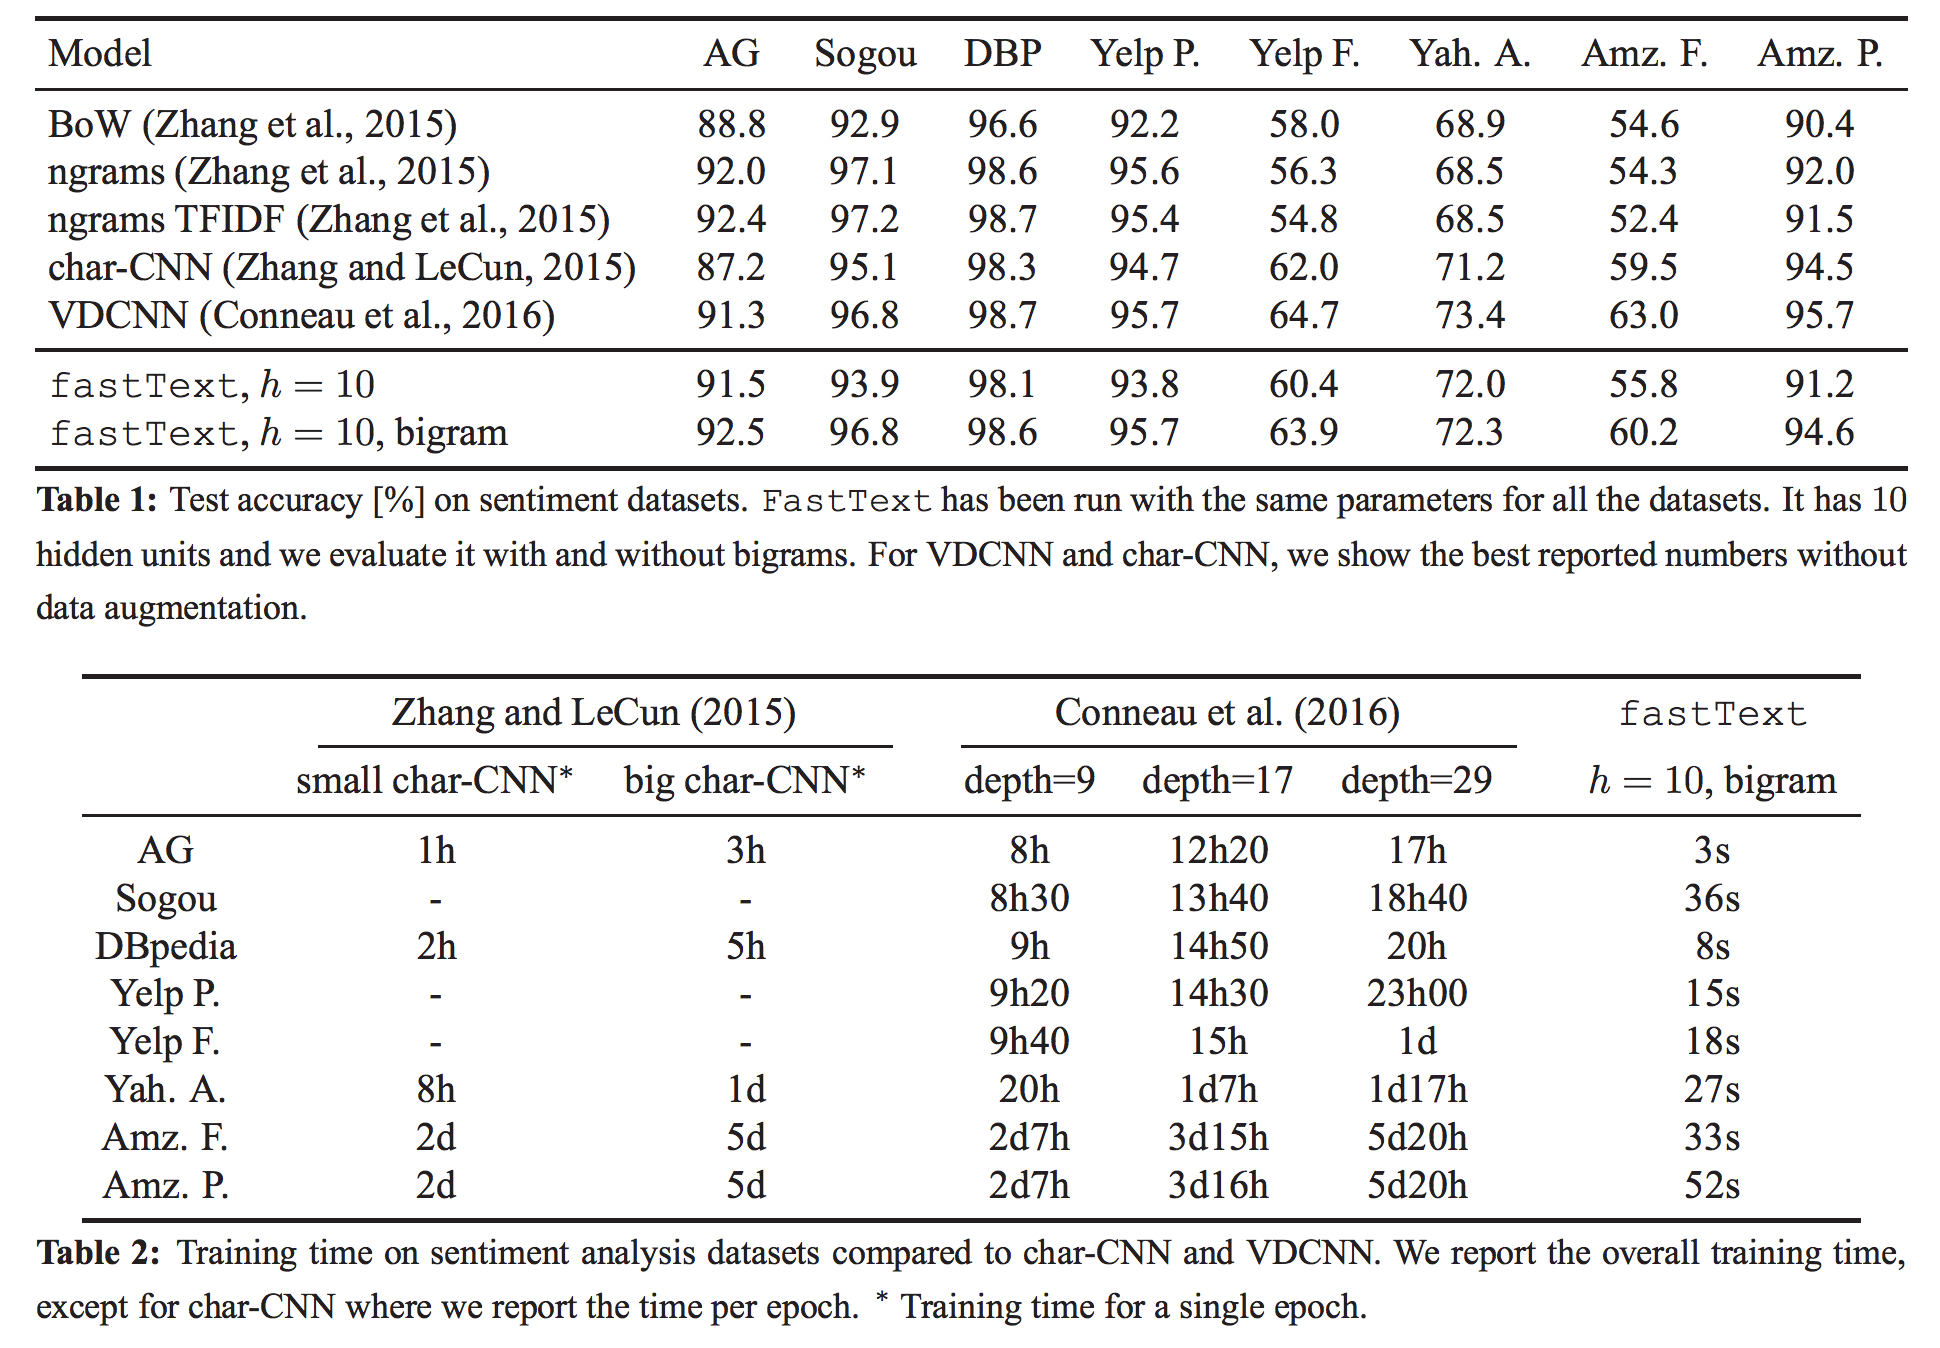 Model AG Sogou DBP Yelp P. Yelp F. Yah. A. Amz. F. Amz. P.
BoW (Zhang et al., 2015) 88.8 92.9 96.6 92.2 58.0 68.9 54.6 90.4
ngrams (Zhang et al., 2015) 92.0 97.1 98.6 95.6 56.3 68.5 54.3 92.0
ngrams TFIDF (Zhang et al., 2015) 92.4 97.2 98.7 95.4 54.8 68.5 52.4 91.5
char-CNN (Zhang and LeCun, 2015) 87.2 95.1 98.3 94.7 62.0 71.2 59.5 94.5
VDCNN (Conneau et al., 2016) 91.3 96.8 98.7 95.7 64.7 73.4 63.0 95.7
fastText, h = 10 91.5 93.9 98.1 93.8 60.4 72.0 55.8 91.2
fastText, h = 10, bigram 92.5 96.8 98.6 95.7 63.9 72.3 60.2 94.6
Table 1: Test accuracy [%] on sentiment datasets. FastText has been run with the same parameters for all the datasets. It has 10
hidden units and we evaluate it with and without bigrams. For VDCNN and char-CNN, we show the best reported numbers without
data augmentation.
Zhang and LeCun (2015) Conneau et al. (2016) fastText
small char-CNN* big char-CNN* depth=9 depth=17 depth=29 h = 10, bigram
AG 1h 3h 8h 12h20 17h 3s
Sogou - - 8h30 13h40 18h40 36s
DBpedia 2h 5h 9h 14h50 20h 8s
Yelp P. - - 9h20 14h30 23h00 15s
Yelp F. - - 9h40 15h 1d 18s
Yah. A. 8h 1d 20h 1d7h 1d17h 27s
Amz. F. 2d 5d 2d7h 3d15h 5d20h 33s
Amz. P. 2d 5d 2d7h 3d16h 5d20h 52s
Table 2: Training time on sentiment analysis datasets compared to char-CNN and VDCNN. We report the overall training time,
except for char-CNN where we report the time per epoch. * Training time for a single epoch.